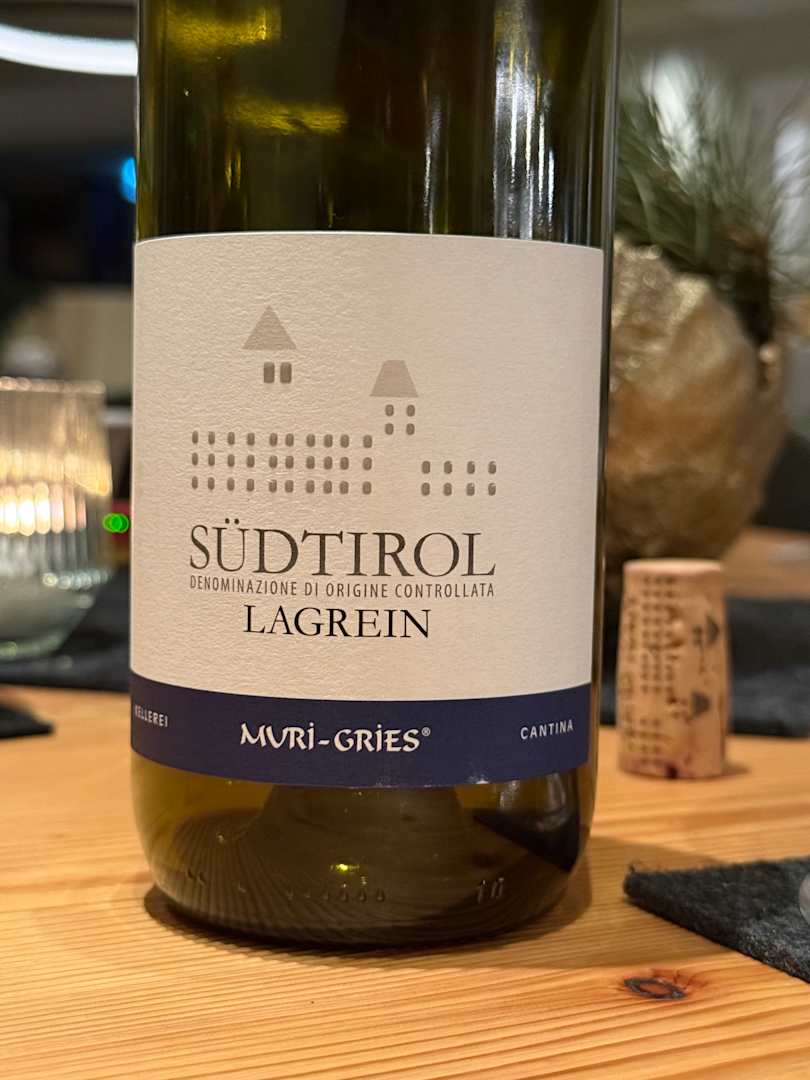 SÜDTIROL
DENOMINAZIONE DI ORIGINE CONTROLLATA
LAGREIN
KELLEREI MURI-GRIES® CANTINA